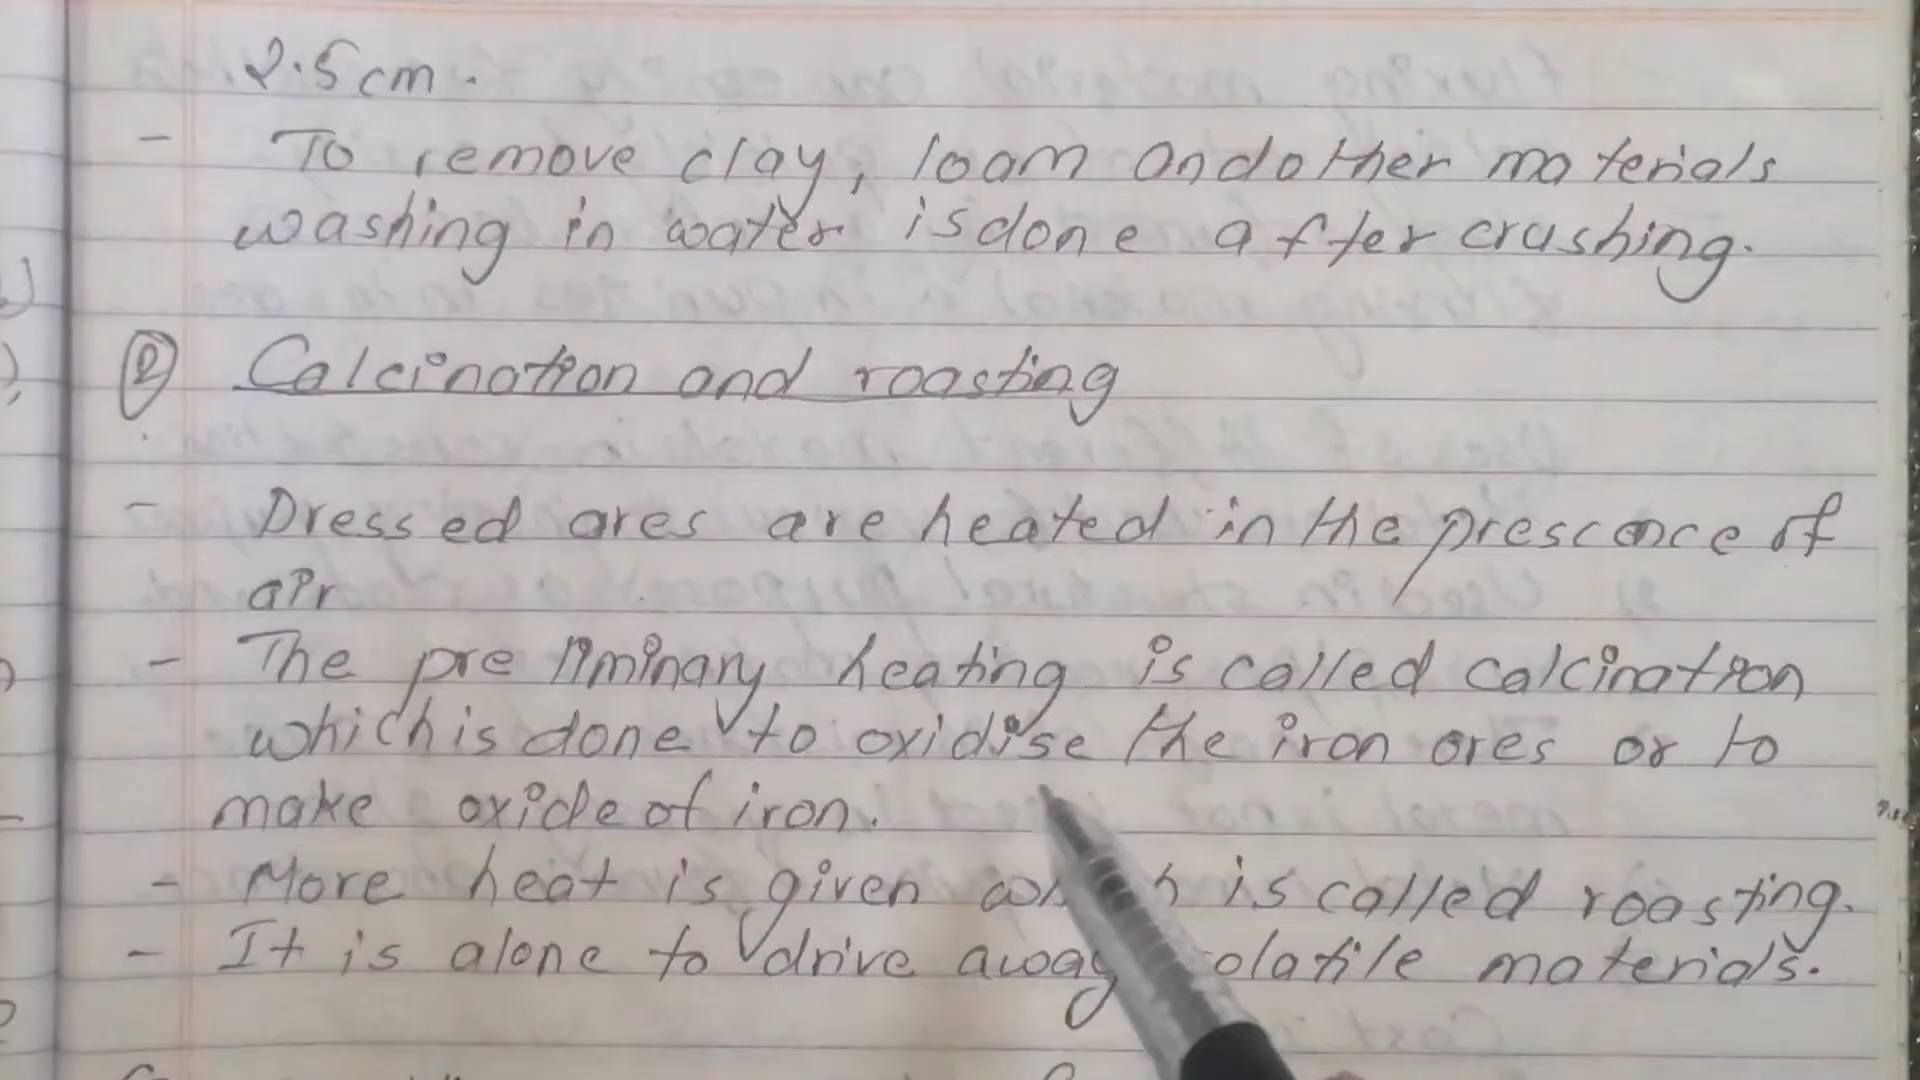 2.5 cm.
- To remove clay, loam and other materials
washing in water is done after crushing.
② Calcination and roasting
- Dressed ores are heated in the prescence of
air
- The preliminary heating is called calcination
which is done to oxidise the iron ores or to
make oxide of iron.
- More heat is given is called roasting.
- It is done to drive away materials.